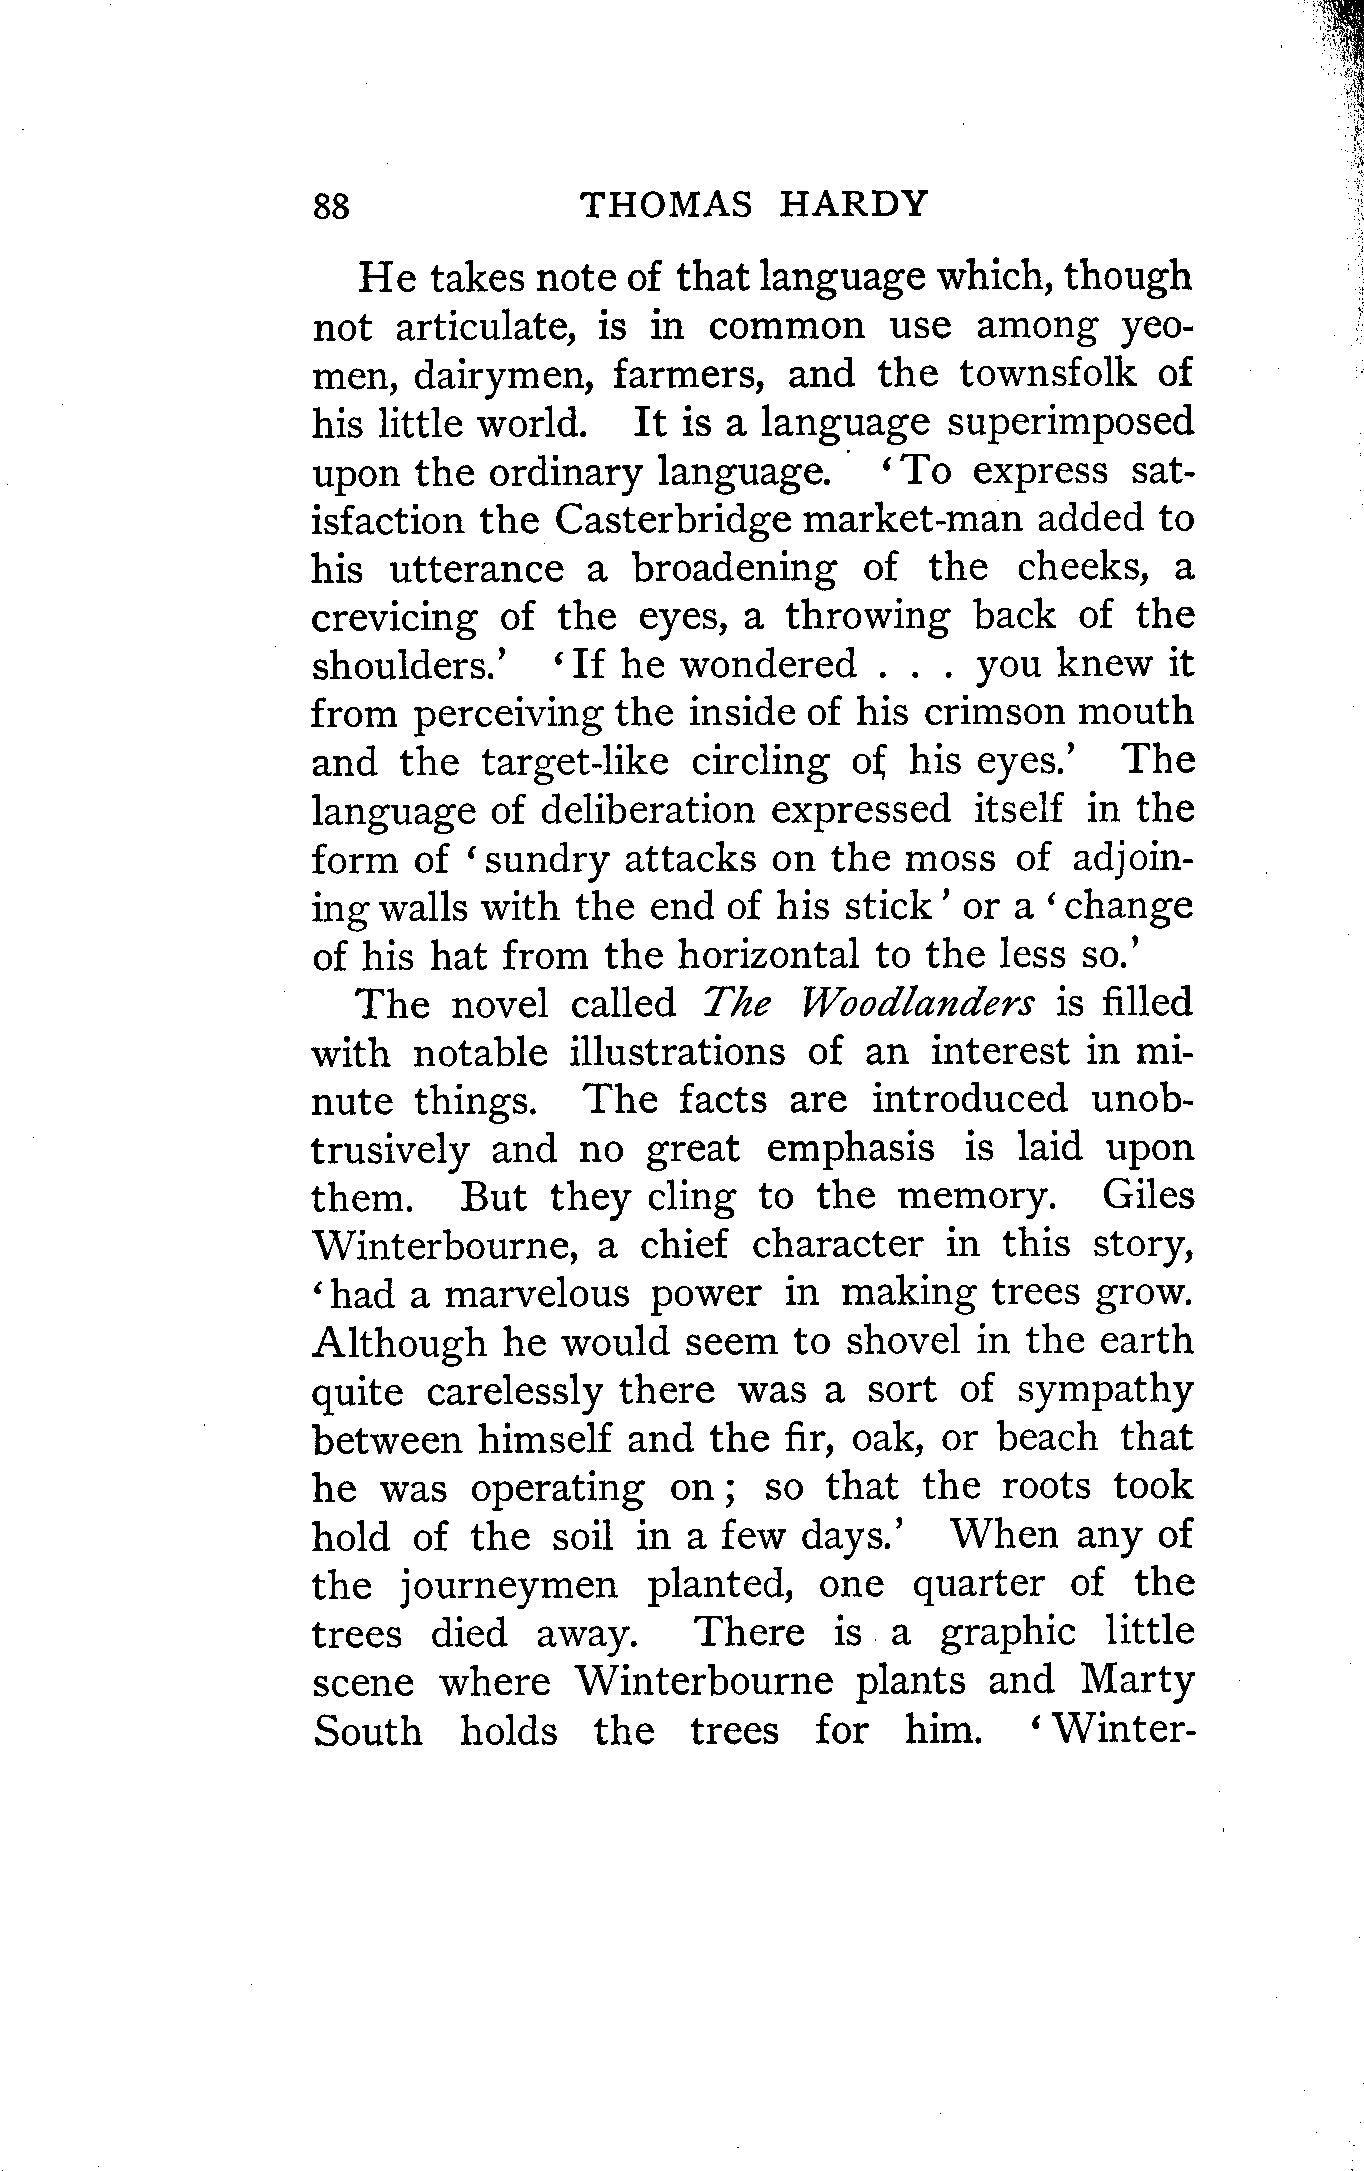 88 THOMAS HARDY
He takes note of that language which, though
not articulate, is in common use among yeo-
men, dairymen, farmers, and the townsfolk of
his little world. It is a language superimposed
upon the ordinary language. ‘To express sat-
isfaction the Casterbridge market-man added to
his utterance a broadening of the cheeks, a
crevicing of the eyes, a throwing back of the
shoulders.’ ‘If he wondered . . . you knew it
from perceiving the inside of his crimson mouth
and the target-like circling of his eyes.’ The
language of deliberation expressed itself in the
form of ‘sundry attacks on the moss of adjoin-
ing walls with the end of his stick’ or a ‘change
of his hat from the horizontal to the less so.’
The novel called The Woodlanders is filled
with notable illustrations of an interest in mi-
nute things. The facts are introduced unob-
trusively and no great emphasis is laid upon
them. But they cling to the memory. Giles
Winterbourne, a chief character in this story,
‘had a marvelous power in making trees grow.
Although he would seem to shovel in the earth
quite carelessly there was a sort of sympathy
between himself and the fir, oak, or beach that
he was operating on; so that the roots took
hold of the soil in a few days.’ When any of
the journeymen planted, one quarter of the
trees died away. There is a graphic little
scene where Winterbourne plants and Marty
South holds the trees for him. ‘Winter-